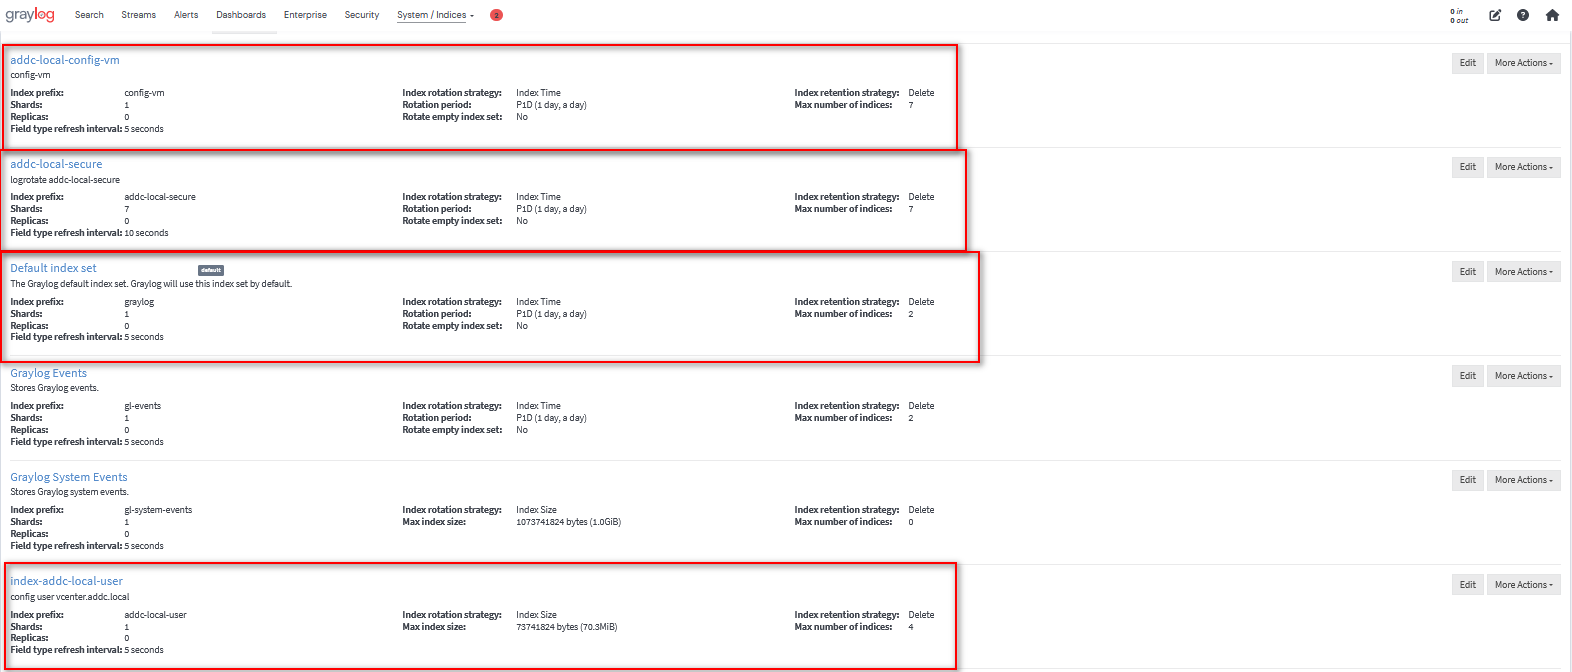 graylog Search Streams Alerts Dashboards Enterprise Security System / Indices 2 0 in
0 out
addc-local-config-vm Edit More Actions
config-vm
Index prefix: config-vm Index rotation strategy: Index Time Index retention strategy: Delete
Shards: 1 Rotation period: P1D (1 day, a day) Max number of indices: 7
Replicas: 0 Rotate empty index set: No
Field type refresh interval: 5 seconds
addc-local-secure Edit More Actions
logrotate addc-local-secure
Index prefix: addc-local-secure Index rotation strategy: Index Time Index retention strategy: Delete
Shards: 7 Rotation period: P1D (1 day, a day) Max number of indices: 7
Replicas: 0 Rotate empty index set: No
Field type refresh interval: 10 seconds
Default index set default Edit More Actions
The Graylog default index set. Graylog will use this index set by default.
Index prefix: graylog Index rotation strategy: Index Time Index retention strategy: Delete
Shards: 1 Rotation period: P1D (1 day, a day) Max number of indices: 2
Replicas: 0 Rotate empty index set: No
Field type refresh interval: 5 seconds
Graylog Events Edit More Actions
Stores Graylog events.
Index prefix: gl-events Index rotation strategy: Index Time Index retention strategy: Delete
Shards: 1 Rotation period: P1D (1 day, a day) Max number of indices: 2
Replicas: 0 Rotate empty index set: No
Field type refresh interval: 5 seconds
Graylog System Events Edit More Actions
Stores Graylog system events.
Index prefix: gl-system-events Index rotation strategy: Index Size Index retention strategy: Delete
Shards: 1 Max index size: 1073741824 bytes (1.0GiB) Max number of indices: 0
Replicas: 0
Field type refresh interval: 5 seconds
index-addc-local-user Edit More Actions
config user vcenter.addc.local
Index prefix: addc-local-user Index rotation strategy: Index Size Index retention strategy: Delete
Shards: 1 Max index size: 73741824 bytes (70.3MiB) Max number of indices: 4
Replicas: 0
Field type refresh interval: 5 seconds